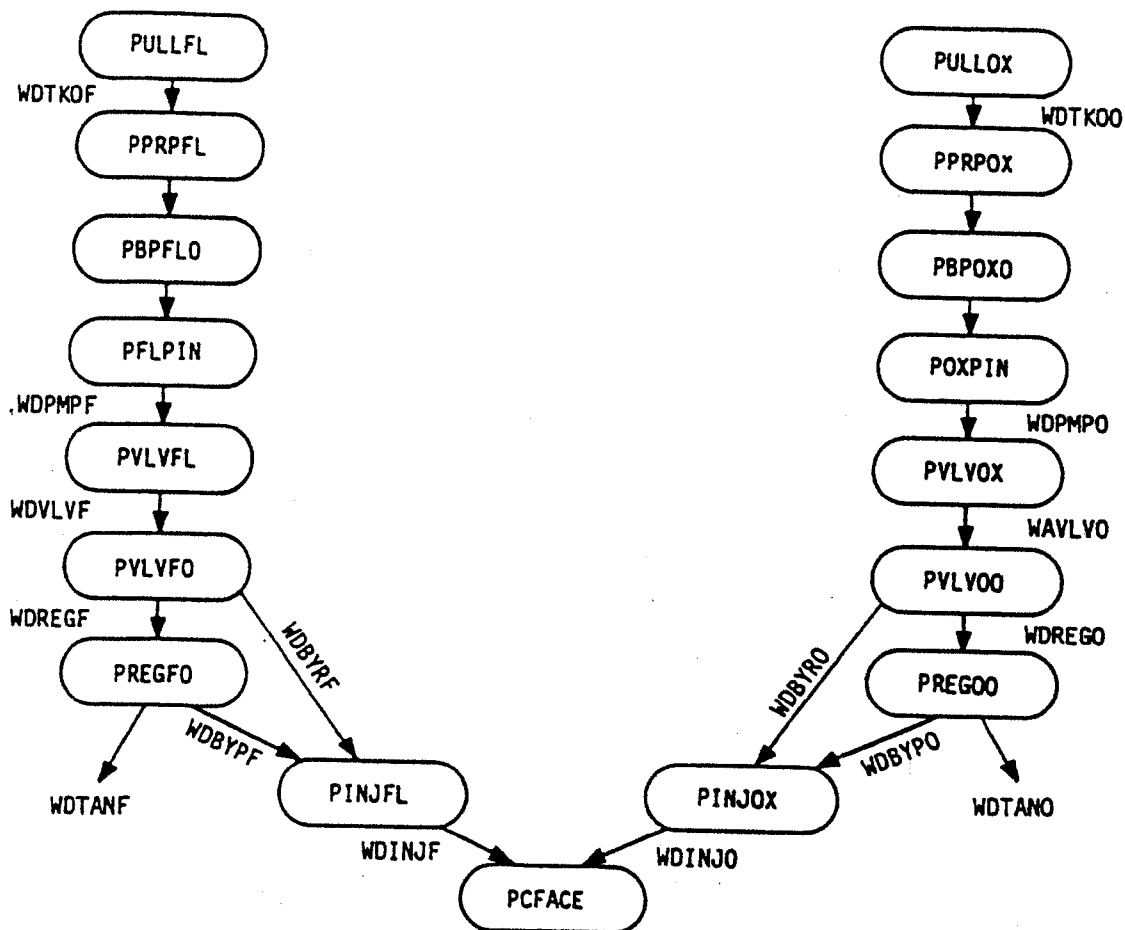 PULLFL
WDTKOF
PPRPFL
PBPFLO
PFLPIN
.WDPMPF
PVLVFL
WDVLVF
PVLVFO
WDREGF
WDBYRF
PREGFO
WDBYPF
WDTANF
PINJFL
WDINJF
PULLOX
WDTKOO
PPRPOX
PBPOXO
POXPIN
WDPMPO
PVLVOX
WAVLVO
PVLVOO
WDREGO
WDBYRO
PREGOO
WDBYPO
WDTANO
PINJOX
WDINJO
PCFACE